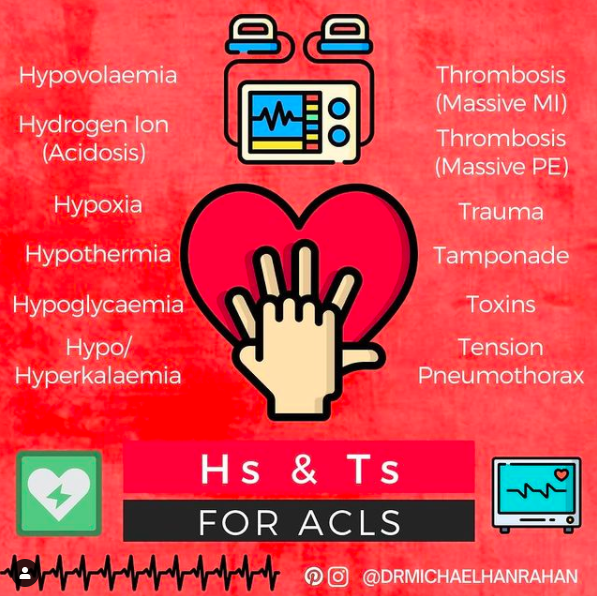 Hypovolaemia
Hydrogen Ion
(Acidosis)
Hypoxia
Hypothermia
Hypoglycaemia
Hypo/
Hyperkalaemia
Thrombosis
(Massive MI)
Thrombosis
(Massive PE)
Trauma
Tamponade
Toxins
Tension
Pneumothorax
Hs & Ts
FOR ACLS
@DRMICHAELHANRAHAN